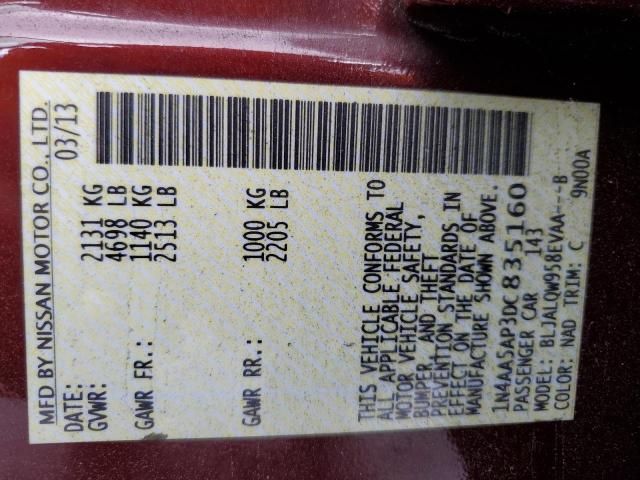 MFD BY NISSAN MOTOR CO., LTD.
DATE: 03/13
GVWR: 2131 KG
4698 LB
GAWR FR.: 1140 KG
2513 LB
GAWR RR.: 1000 KG
2205 LB
THIS VEHICLE CONFORMS TO
ALL APPLICABLE FEDERAL
MOTOR VEHICLE SAFETY,
BUMPER, AND THEFT
PREVENTION STANDARDS IN
EFFECT ON THE DATE OF
MANUFACTURE SHOWN ABOVE.
1N4AA5AP3DC835160
PASSENGER CAR 143
MODEL: BLJALQW958EVAA---B
COLOR: NAD TRIM: C 9N00A